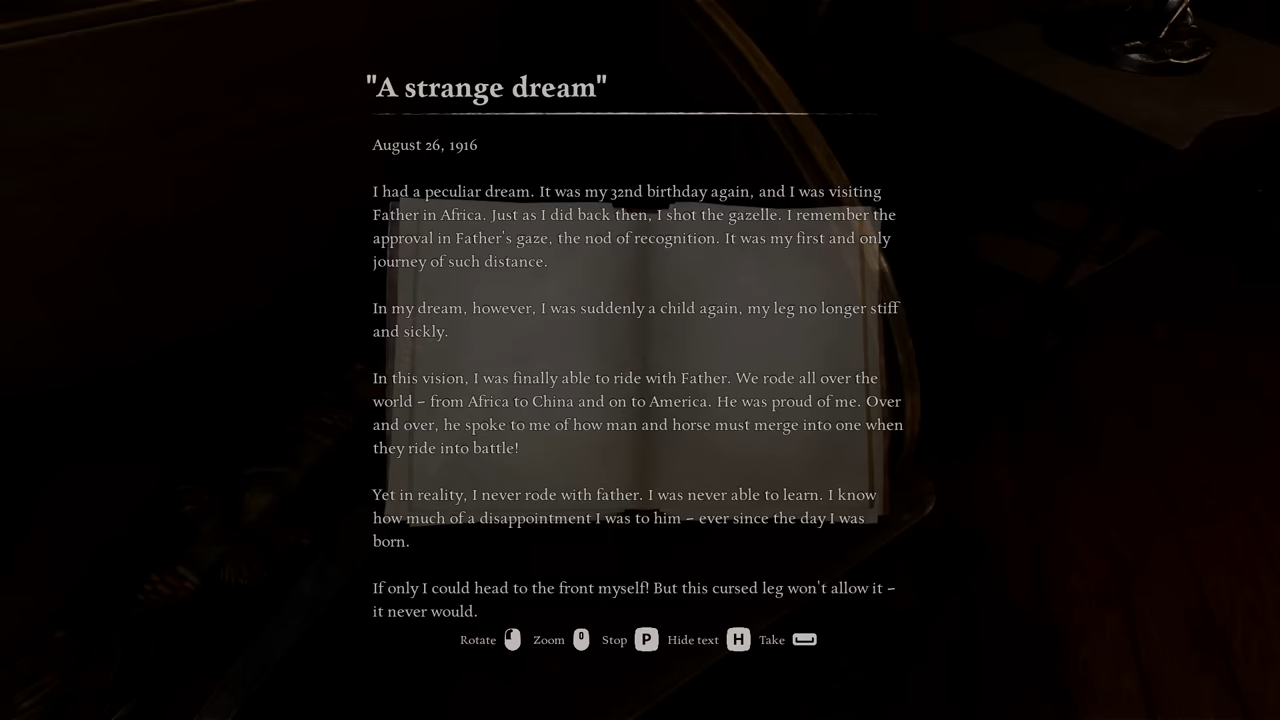 "A strange dream"
August 26, 1916
I had a peculiar dream. It was my 32nd birthday again, and I was visiting
Father in Africa. Just as I did back then, I shot the gazelle. I remember the
approval in Father's gaze, the nod of recognition. It was my first and only
journey of such distance.
In my dream, however, I was suddenly a child again, my leg no longer stiff
and sickly.
In this vision, I was finally able to ride with Father. We rode all over the
world – from Africa to China and on to America. He was proud of me. Over
and over, he spoke to me of how man and horse must merge into one when
they ride into battle!
Yet in reality, I never rode with father. I was never able to learn. I know
how much of a disappointment I was to him – ever since the day I was
born.
If only I could head to the front myself! But this cursed leg won't allow it –
it never would.
Rotate Zoom Stop P Hide text H Take